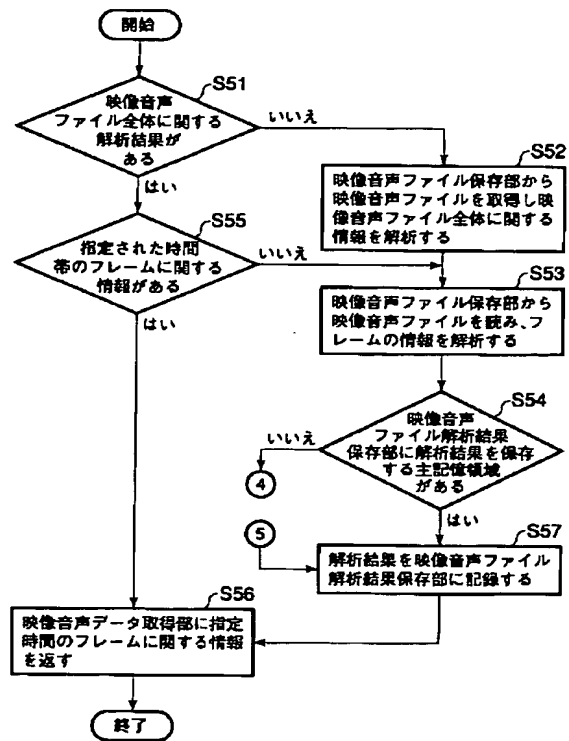 開始
S51
映像音声
ファイル全体に関する
解析結果が
ある
いいえ
はい
S52
映像音声ファイル保存部から
映像音声ファイルを取得し映
像音声ファイル全体に関する
情報を解析する
S55
指定された時間
帯のフレームに関する
情報がある
いいえ
はい
S53
映像音声ファイル保存部から
映像音声ファイルを読み、フ
レームの情報を解析する
S54
映像音声
ファイル解析結果
保存部に解析結果を保存
する主記憶領域
がある
いいえ
④
はい
⑤
S57
解析結果を映像音声ファイル
解析結果保存部に記録する
S56
映像音声データ取得部に指定
時間のフレームに関する情報
を返す
終了